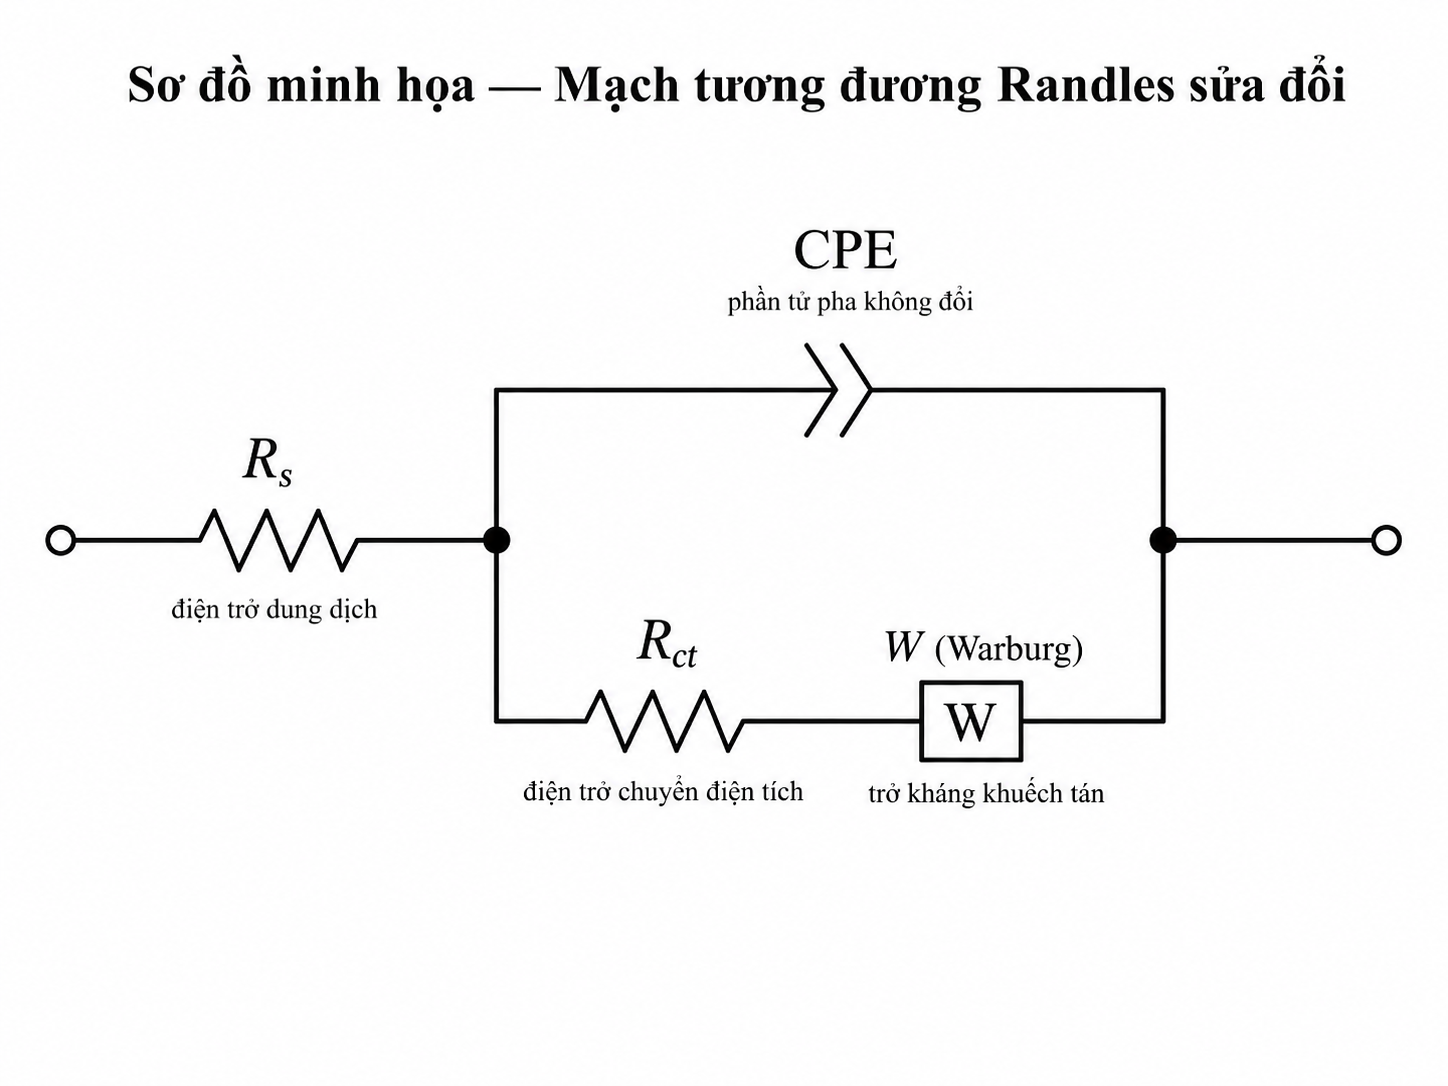 Sơ đồ minh họa — Mạch tương đương Randles sửa đổi
CPE
phần tử pha không đổi
Rs
điện trở dung dịch
Rct
W (Warburg)
W
điện trở chuyển điện tích
trở kháng khuếch tán